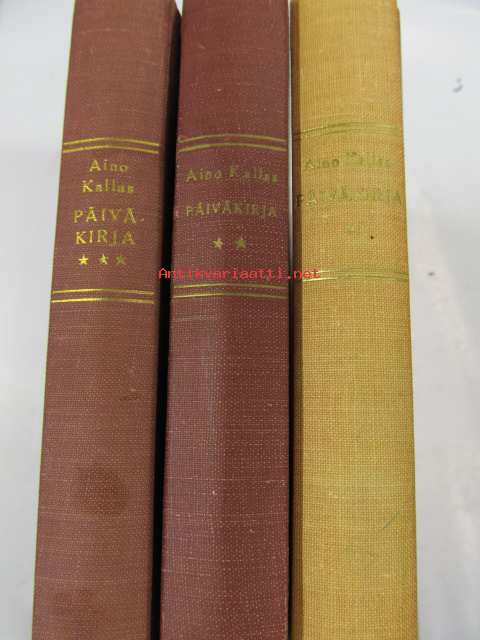 Aino
Kallas
PÄIVÄ-
KIRJA
★★★
Aino Kallas
PÄIVÄKIRJA
★★
Aino Kallas
PÄIVÄKIRJA
Antikvariaatti.net